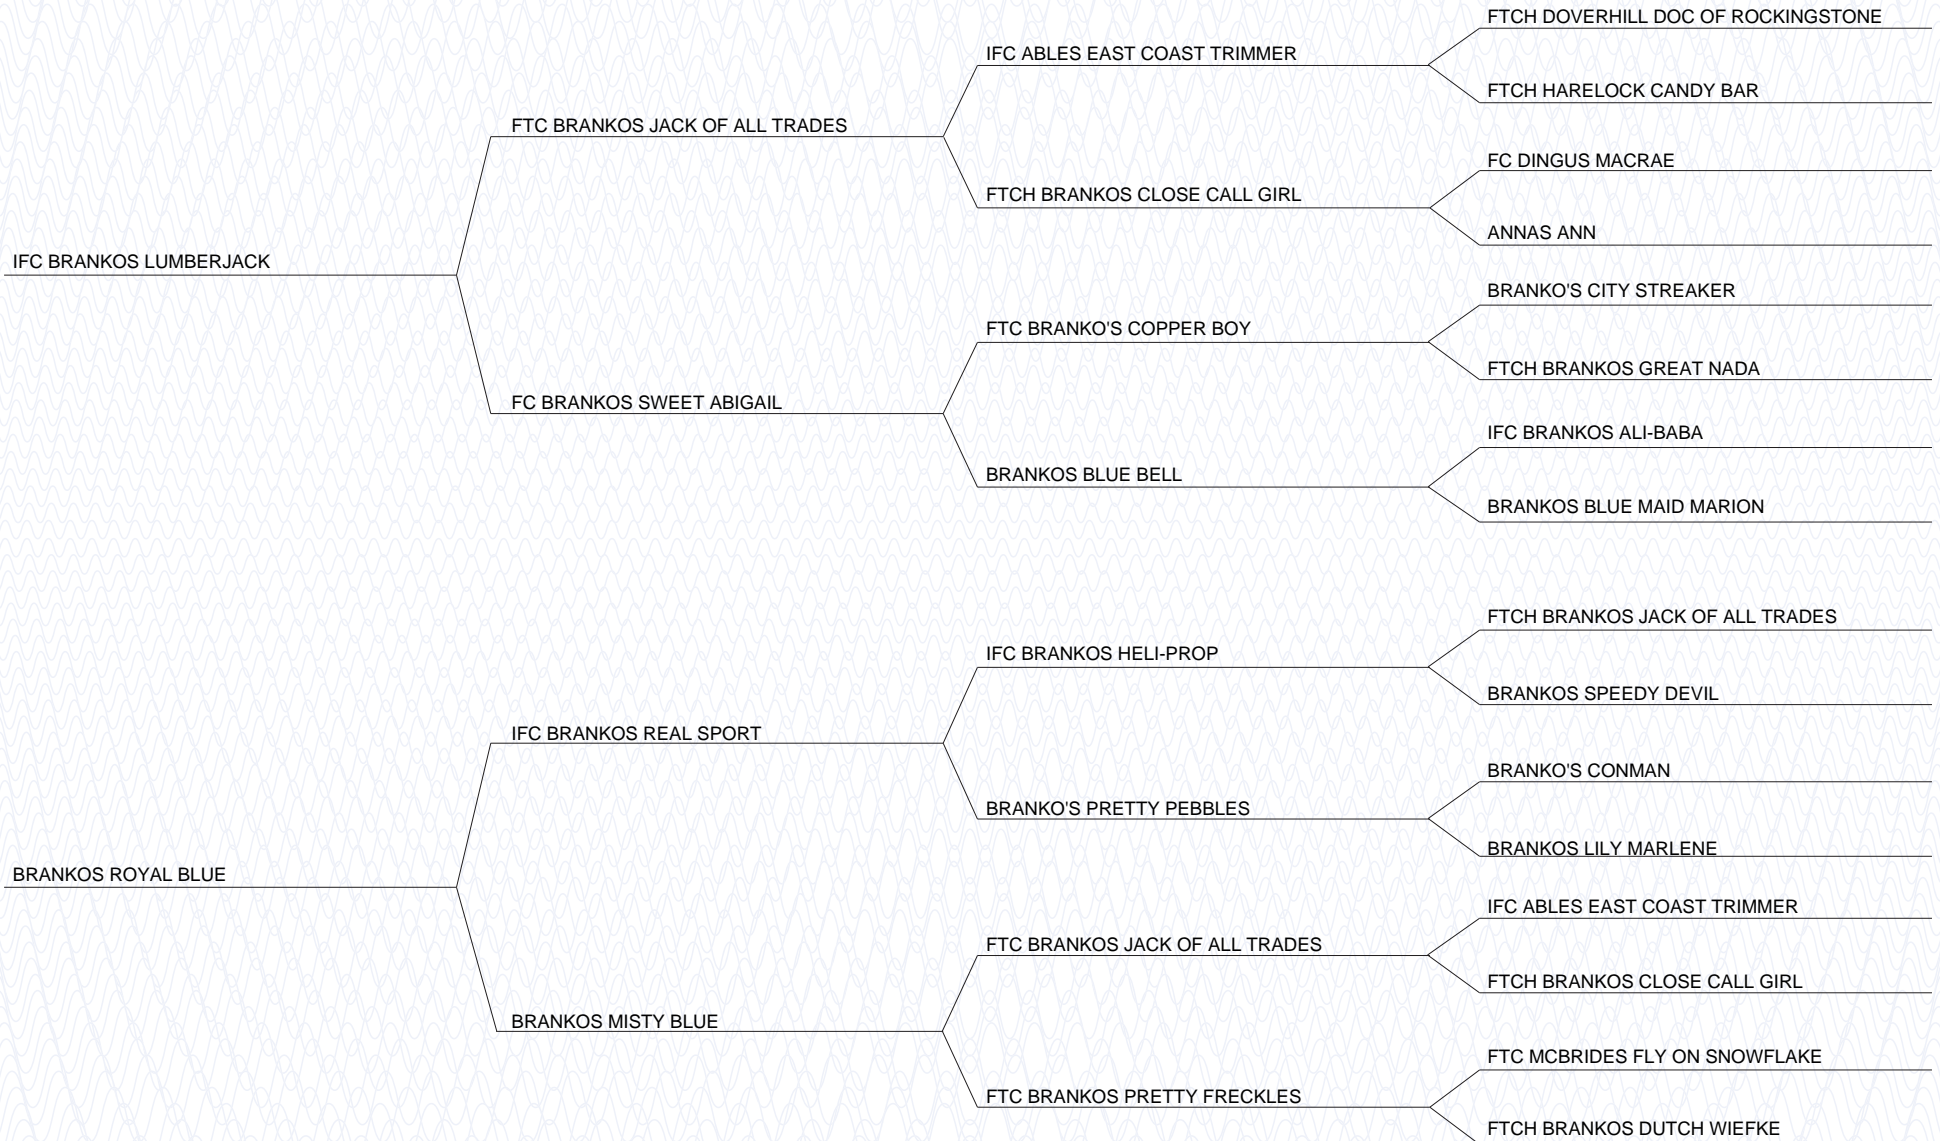 FTCH DOVERHILL DOC OF ROCKINGSTONE
IFC ABLES EAST COAST TRIMMER
FTCH HARELOCK CANDY BAR
FTC BRANKOS JACK OF ALL TRADES
FC DINGUS MACRAE
FTCH BRANKOS CLOSE CALL GIRL
ANNAS ANN
IFC BRANKOS LUMBERJACK
BRANKO'S CITY STREAKER
FTC BRANKO'S COPPER BOY
FTCH BRANKOS GREAT NADA
FC BRANKOS SWEET ABIGAIL
IFC BRANKOS ALI-BABA
BRANKOS BLUE BELL
BRANKOS BLUE MAID MARION
FTCH BRANKOS JACK OF ALL TRADES
IFC BRANKOS HELI-PROP
BRANKOS SPEEDY DEVIL
IFC BRANKOS REAL SPORT
BRANKO'S CONMAN
BRANKO'S PRETTY PEBBLES
BRANKOS LILY MARLENE
BRANKOS ROYAL BLUE
IFC ABLES EAST COAST TRIMMER
FTC BRANKOS JACK OF ALL TRADES
FTCH BRANKOS CLOSE CALL GIRL
BRANKOS MISTY BLUE
FTC MCBRIDES FLY ON SNOWFLAKE
FTC BRANKOS PRETTY FRECKLES
FTCH BRANKOS DUTCH WIEFKE